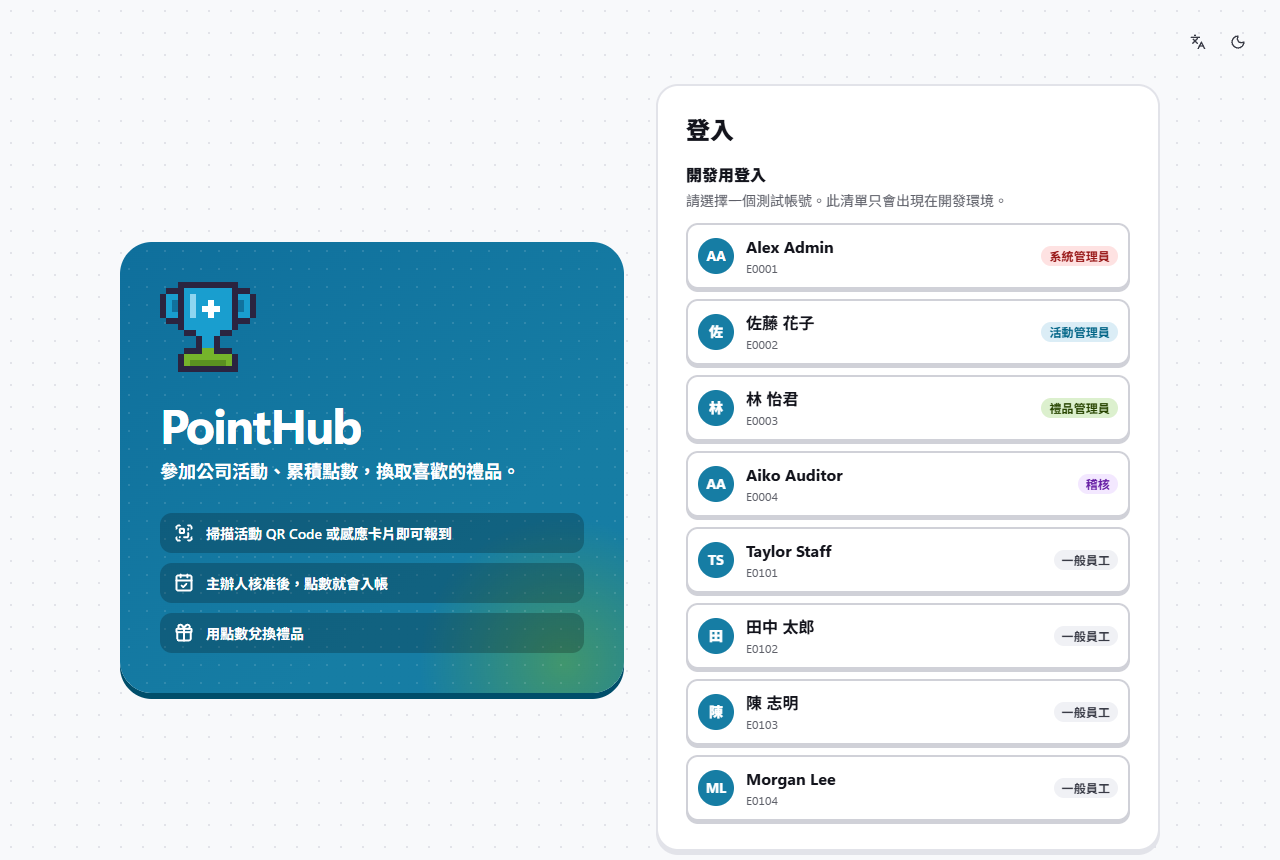 PointHub
參加公司活動、累積點數，換取喜歡的禮品。
掃描活動 QR Code 或感應卡片即可報到
主辦人核准後，點數就會入帳
用點數兌換禮品
登入
開發用登入
請選擇一個測試帳號。此清單只會出現在開發環境。
AA
Alex Admin
E0001
系統管理員
佐
佐藤 花子
E0002
活動管理員
林
林 怡君
E0003
禮品管理員
AA
Aiko Auditor
E0004
稽核
TS
Taylor Staff
E0101
一般員工
田
田中 太郎
E0102
一般員工
陳
陳 志明
E0103
一般員工
ML
Morgan Lee
E0104
一般員工